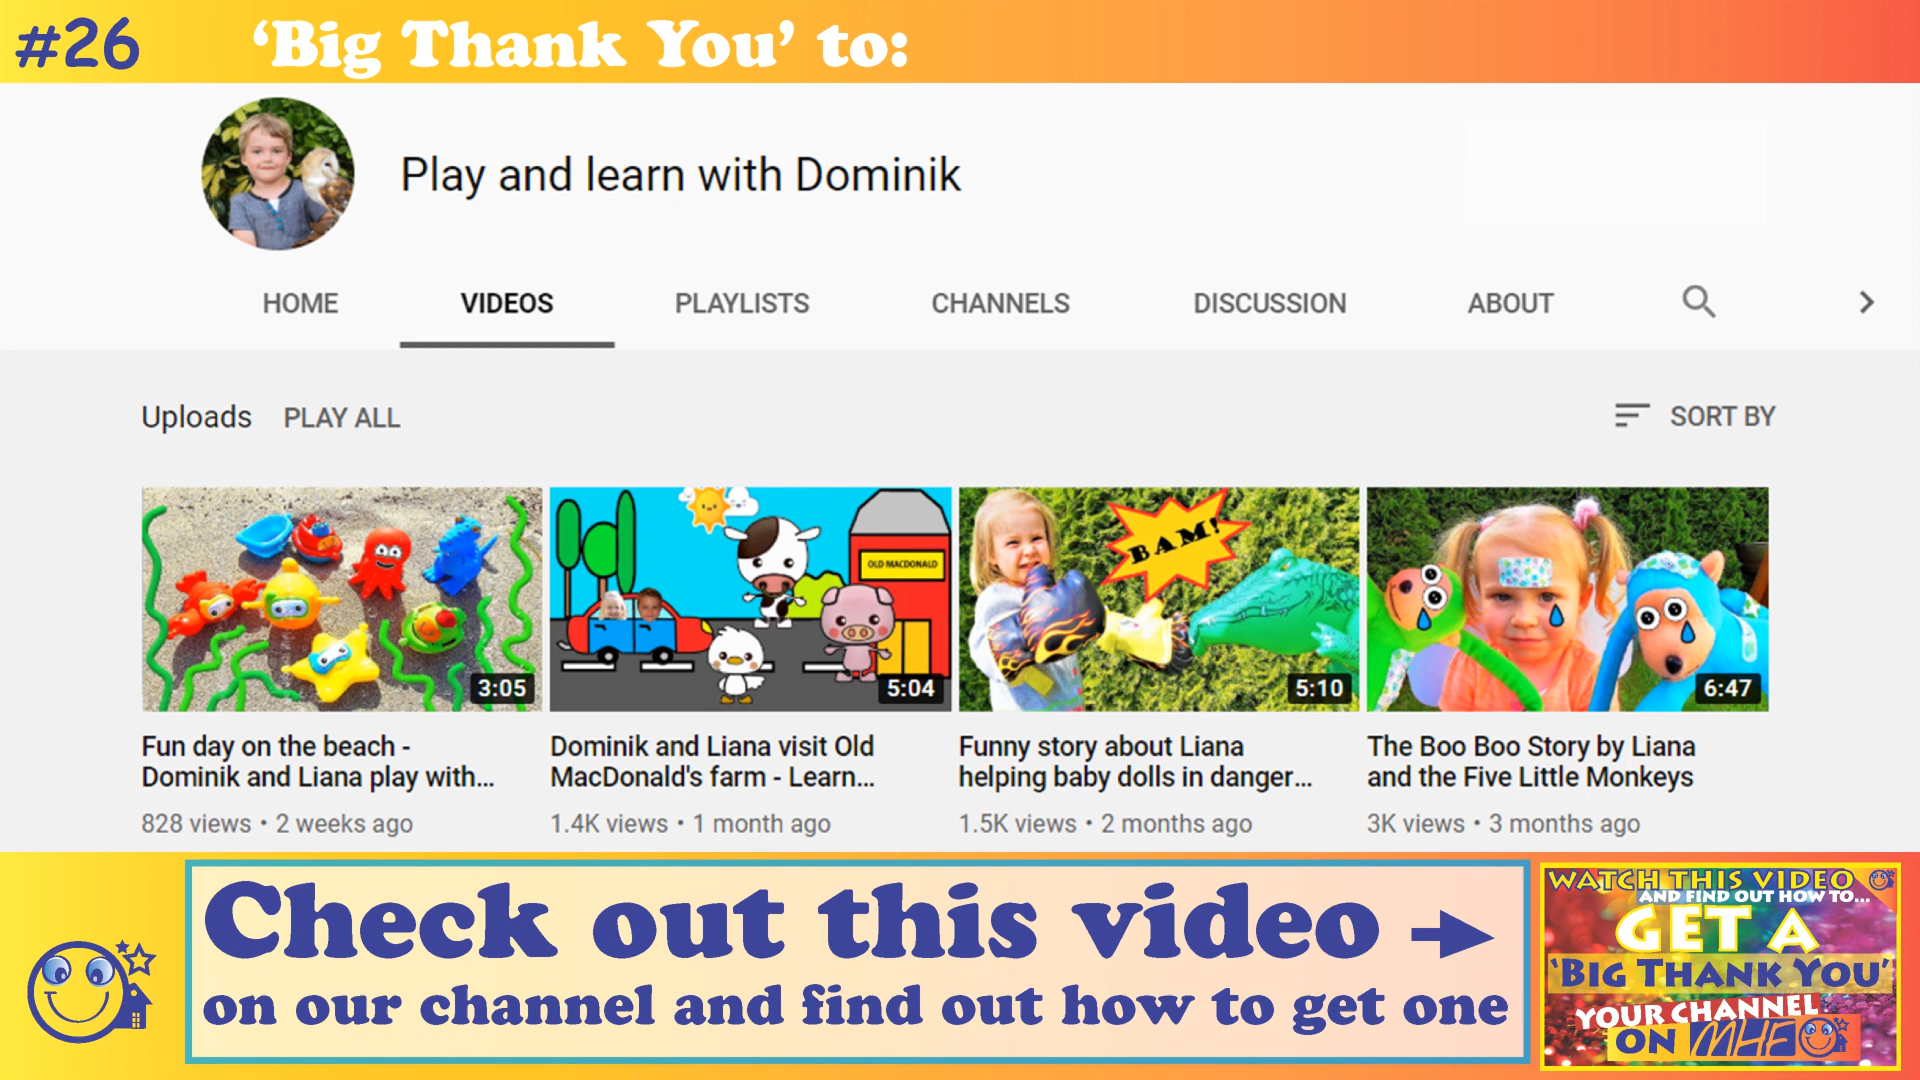 #26
‘Big Thank You’ to:
Play and learn with Dominik
HOME VIDEOS PLAYLISTS CHANNELS DISCUSSION ABOUT
Uploads PLAY ALL
SORT BY
3:05
OLD MACDONALD
5:04
BAM!
5:10
6:47
Fun day on the beach -
Dominik and Liana play with...
828 views • 2 weeks ago
Dominik and Liana visit Old
MacDonald's farm - Learn...
1.4K views • 1 month ago
Funny story about Liana
helping baby dolls in danger...
1.5K views • 2 months ago
The Boo Boo Story by Liana
and the Five Little Monkeys
3K views • 3 months ago
Check out this video
on our channel and find out how to get one
WATCH THIS VIDEO
AND FIND OUT HOW TO...
GET A
‘BIG THANK YOU’
YOUR CHANNEL
ON MHF